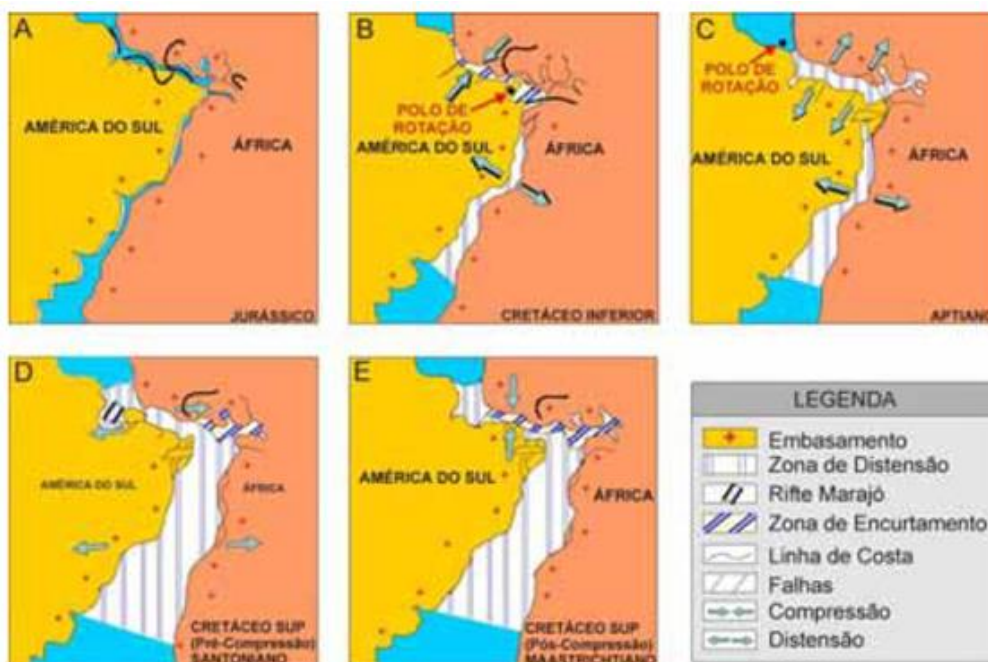 A
AMÉRICA DO SUL
ÁFRICA
JURÁSSICO
B
POLO DE
ROTAÇÃO
AMÉRICA DO SUL
ÁFRICA
CRETÁCEO INFERIOR
C
POLO DE
ROTAÇÃO
AMÉRICA DO SUL
ÁFRICA
APTIANO
D
AMÉRICA DO SUL
ÁFRICA
CRETÁCEO SUP
(Pré-Compressão)
SANTONIANO
E
AMÉRICA DO SUL
ÁFRICA
CRETÁCEO SUP
(Pós-Compressão)
MAASTRICHTIANO
LEGENDA
Embasamento
Zona de Distensão
Rifte Marajó
Zona de Encurtamento
Linha de Costa
Falhas
Compressão
Distensão